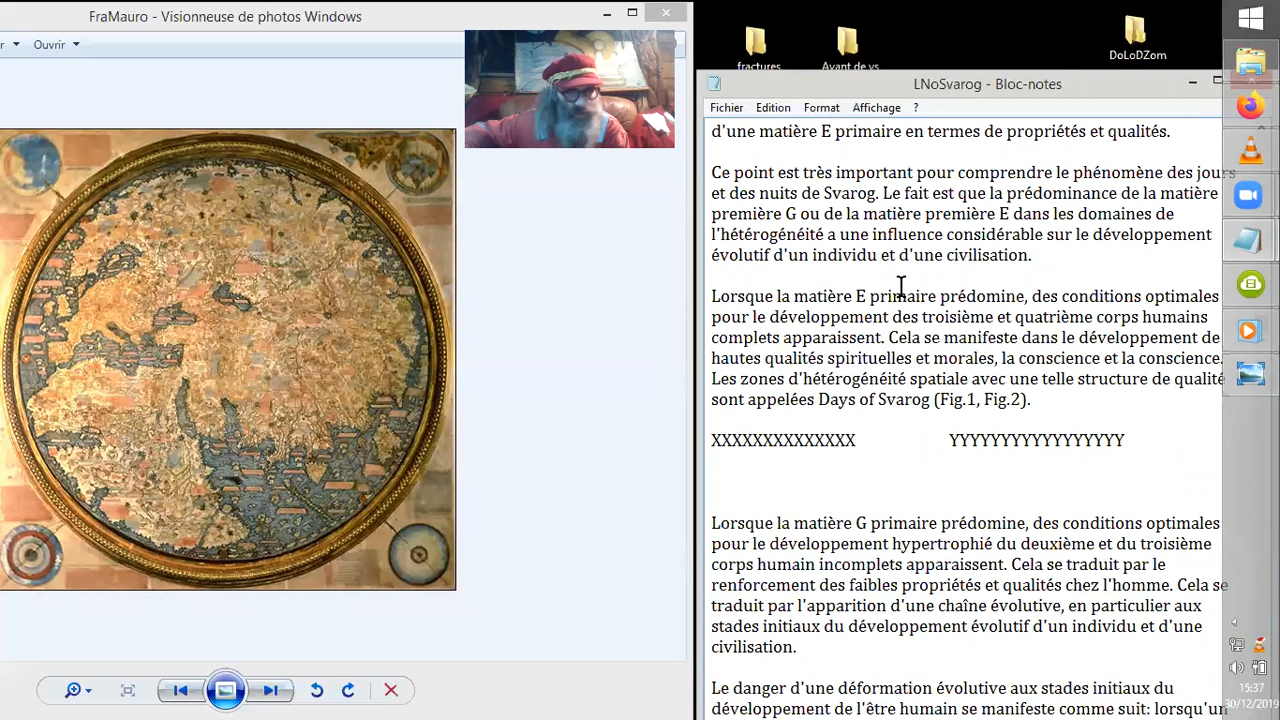 FraMauro - Visionneuse de photos Windows
r Ouvrir
fractures
Avant de vs
DoLoDZom
LNoSvarog - Bloc-notes
Fichier Edition Format Affichage ?
d'une matière E primaire en termes de propriétés et qualités.
Ce point est très important pour comprendre le phénomène des jours
et des nuits de Svarog. Le fait est que la prédominance de la matière
première G ou de la matière première E dans les domaines de
l'hétérogénéité a une influence considérable sur le développement
évolutif d'un individu et d'une civilisation.
Lorsque la matière E primaire prédomine, des conditions optimales
pour le développement des troisième et quatrième corps humains
complets apparaissent. Cela se manifeste dans le développement de
hautes qualités spirituelles et morales, la conscience et la conscience.
Les zones d'hétérogénéité spatiale avec une telle structure de qualité
sont appelées Days of Svarog (Fig.1, Fig.2).
XXXXXXXXXXXXXX YYYYYYYYYYYYYYYYY
Lorsque la matière G primaire prédomine, des conditions optimales
pour le développement hypertrophié du deuxième et du troisième
corps humain incomplets apparaissent. Cela se traduit par le
renforcement des faibles propriétés et qualités chez l'homme. Cela se
traduit par l'apparition d'une chaîne évolutive, en particulier aux
stades initiaux du développement évolutif d'un individu et d'une
civilisation.
Le danger d'une déformation évolutive aux stades initiaux du
développement de l'être humain se manifeste comme suit: lorsqu'un
15:37
30/12/2019